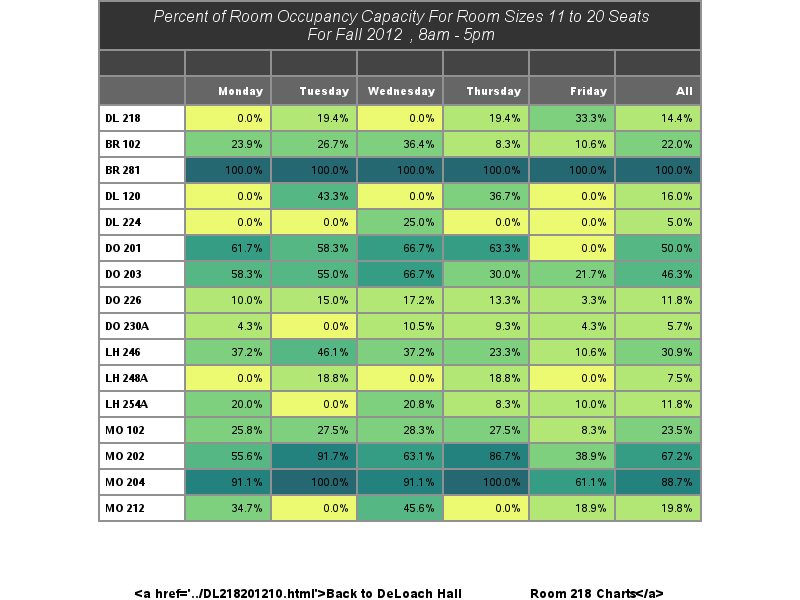 Percent of Room Occupancy Capacity For Room Sizes 11 to 20 Seats
For Fall 2012 , 8am - 5pm
Monday Tuesday Wednesday Thursday Friday All
DL 218 0.0% 19.4% 0.0% 19.4% 33.3% 14.4%
BR 102 23.9% 26.7% 36.4% 8.3% 10.6% 22.0%
BR 281 100.0% 100.0% 100.0% 100.0% 100.0% 100.0%
DL 120 0.0% 43.3% 0.0% 36.7% 0.0% 16.0%
DL 224 0.0% 0.0% 25.0% 0.0% 0.0% 5.0%
DO 201 61.7% 58.3% 66.7% 63.3% 0.0% 50.0%
DO 203 58.3% 55.0% 66.7% 30.0% 21.7% 46.3%
DO 226 10.0% 15.0% 17.2% 13.3% 3.3% 11.8%
DO 230A 4.3% 0.0% 10.5% 9.3% 4.3% 5.7%
LH 246 37.2% 46.1% 37.2% 23.3% 10.6% 30.9%
LH 248A 0.0% 18.8% 0.0% 18.8% 0.0% 7.5%
LH 254A 20.0% 0.0% 20.8% 8.3% 10.0% 11.8%
MO 102 25.8% 27.5% 28.3% 27.5% 8.3% 23.5%
MO 202 55.6% 91.7% 63.1% 86.7% 38.9% 67.2%
MO 204 91.1% 100.0% 91.1% 100.0% 61.1% 88.7%
MO 212 34.7% 0.0% 45.6% 0.0% 18.9% 19.8%
<a href='../DL218201210.html'>Back to DeLoach Hall Room 218 Charts</a>